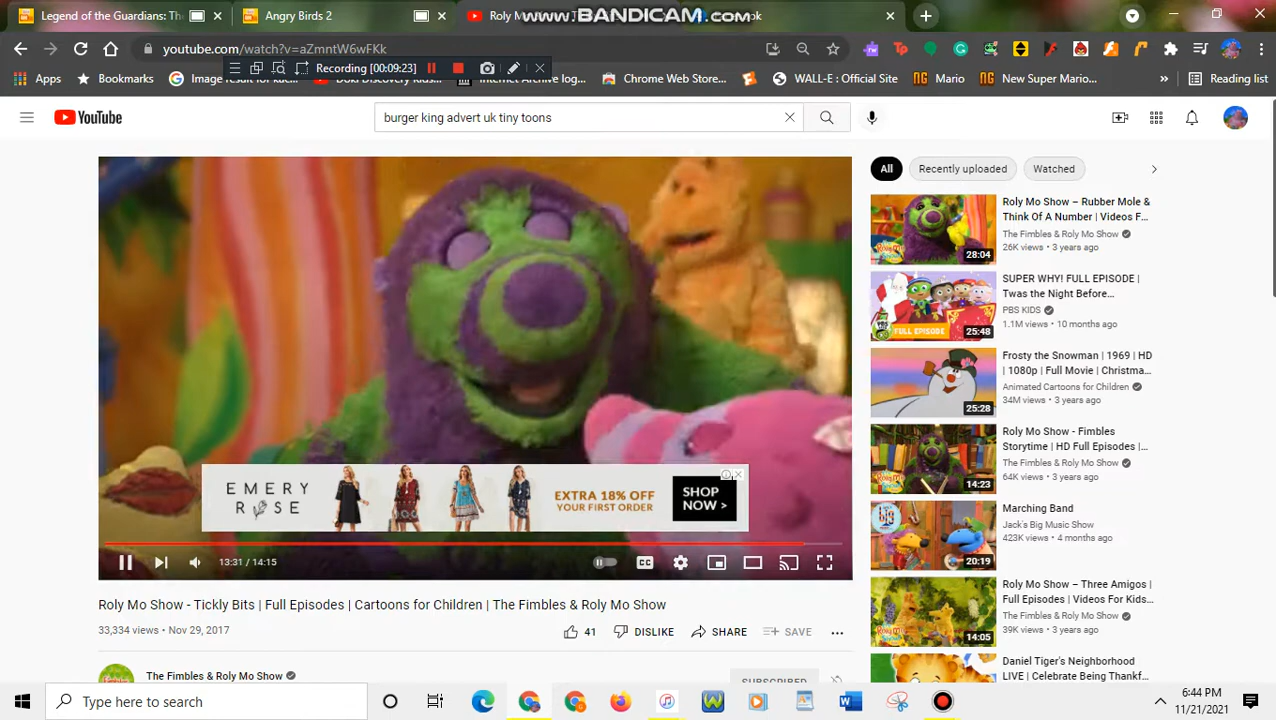 Legend of the Guardians: The
Angry Birds 2
Roly M
www.BANDICAM.com
ok
youtube.com/watch?v=aZmntW6wFKk
Recording [00:09:23]
Apps
Bookmarks
Chrome Web Store...
WALL-E: Official Site
Mario
New Super Mario...
Reading list
YouTube
burger king advert uk tiny toons
All
Recently uploaded
Watched
Roly Mo Show – Rubber Mole &
Think Of A Number | Videos F...
The Fimbles & Roly Mo Show
26K views • 3 years ago
28:04
SUPER WHY! FULL EPISODE |
Twas the Night Before...
PBS KIDS
1.1M views • 10 months ago
FULL EPISODE
25:48
Frosty the Snowman | 1969 | HD
| 1080p | Full Movie | Christma...
Animated Cartoons for Children
34M views • 3 years ago
25:28
Roly Mo Show - Fimbles
Storytime | HD Full Episodes |...
The Fimbles & Roly Mo Show
64K views • 3 years ago
14:23
Marching Band
Jack's Big Music Show
423K views • 4 months ago
20:19
Roly Mo Show – Three Amigos |
Full Episodes | Videos For Kids...
The Fimbles & Roly Mo Show
39K views • 3 years ago
14:05
Daniel Tiger's Neighborhood
LIVE | Celebrate Being Thankf...
EMERY
ROSE
EXTRA 18% OFF
YOUR FIRST ORDER
SHOP
NOW >
13:31 / 14:15
Roly Mo Show - Tickly Bits | Full Episodes | Cartoons for Children | The Fimbles & Roly Mo Show
33,334 views • Nov 29, 2017
41
DISLIKE
SHARE
SAVE
The Fimbles & Roly Mo Show
SUBSCRIBED
Type here to search
6:44 PM
11/21/2021